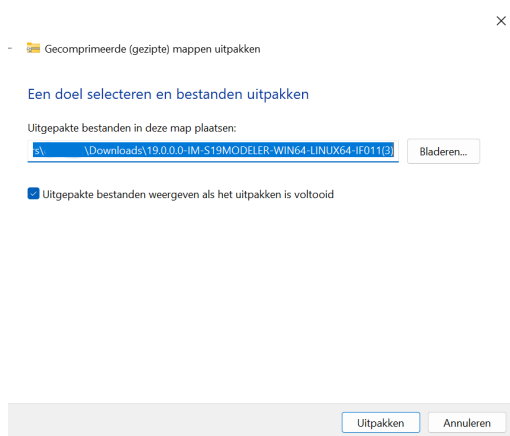 Gecomprimeerde (gezipte) mappen uitpakken
Een doel selecteren en bestanden uitpakken
Uitgepakte bestanden in deze map plaatsen:
rs\ \Downloads\19.0.0.0-IM-S19MODELER-WIN64-LINUX64-IF011(3)
Bladeren...
Uitgepakte bestanden weergeven als het uitpakken is voltooid
Uitpakken
Annuleren